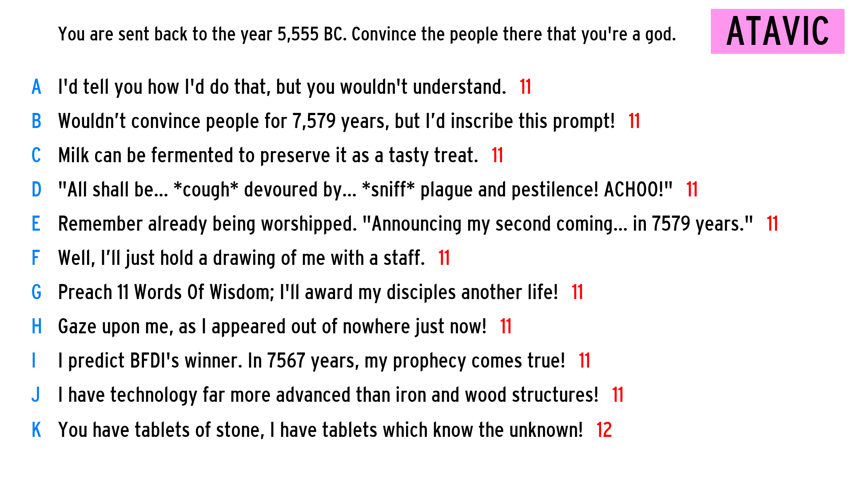 You are sent back to the year 5,555 BC. Convince the people there that you're a god.
ATAVIC
A I'd tell you how I'd do that, but you wouldn't understand. 11
B Wouldn’t convince people for 7,579 years, but I’d inscribe this prompt! 11
C Milk can be fermented to preserve it as a tasty treat. 11
D "All shall be... *cough* devoured by... *sniff* plague and pestilence! ACHOO!" 11
E Remember already being worshipped. "Announcing my second coming... in 7579 years." 11
F Well, I’ll just hold a drawing of me with a staff. 11
G Preach 11 Words Of Wisdom; I'll award my disciples another life! 11
H Gaze upon me, as I appeared out of nowhere just now! 11
I I predict BFDI's winner. In 7567 years, my prophecy comes true! 11
J I have technology far more advanced than iron and wood structures! 11
K You have tablets of stone, I have tablets which know the unknown! 12